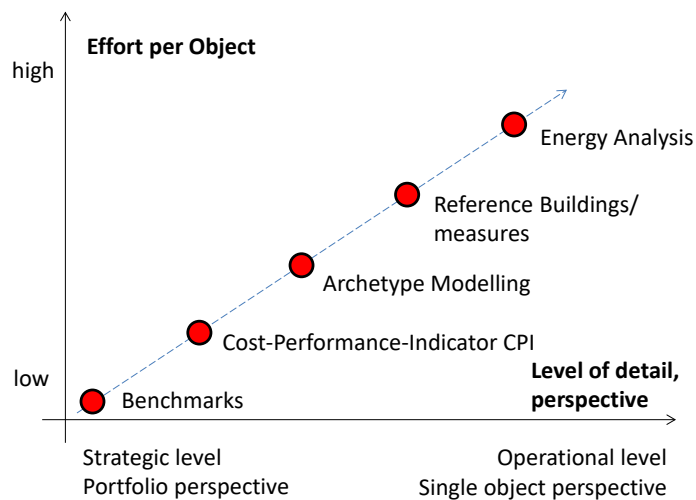 Effort per Object
high
Energy Analysis
Reference Buildings/
measures
Archetype Modelling
Cost-Performance-Indicator CPI
low
Level of detail,
perspective
Benchmarks
Strategic level
Portfolio perspective
Operational level
Single object perspective